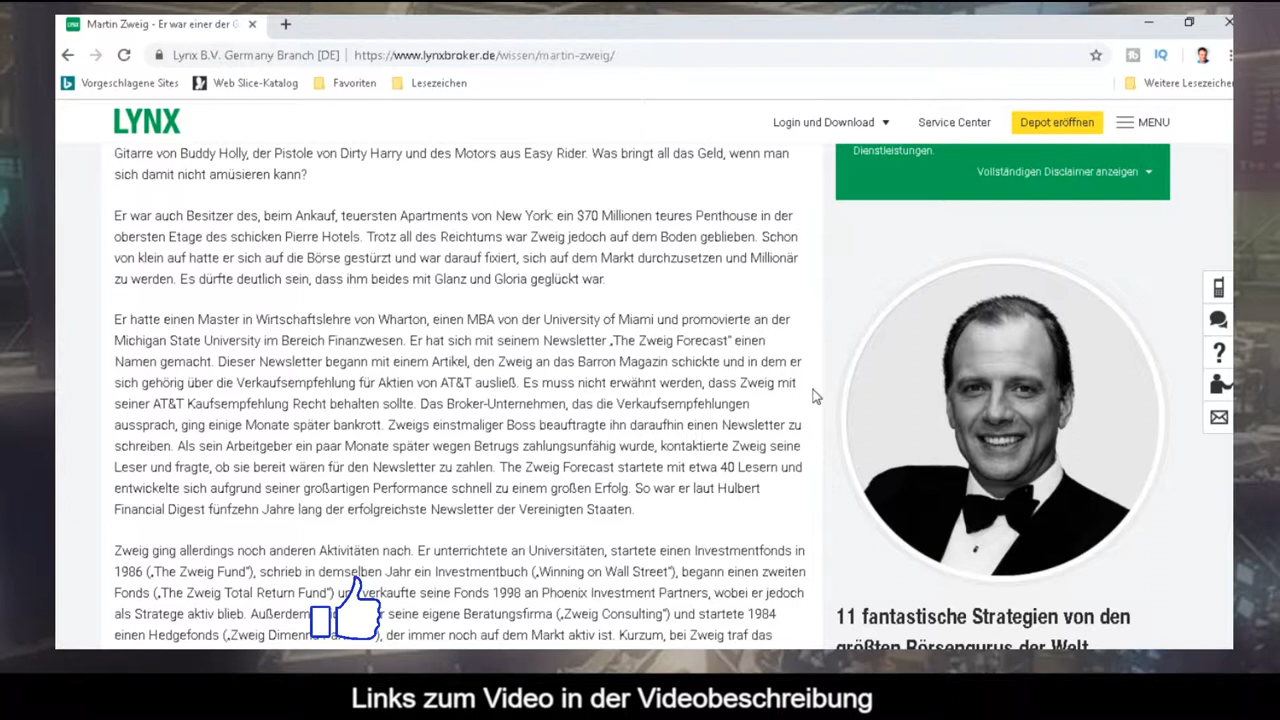 Martin Zweig - Er war einer der G
Lynx B.V. Germany Branch [DE] | https://www.lynxbroker.de/wissen/martin-zweig/
Vorgeschlagene Sites Web Slice-Katalog Favoriten Lesezeichen Weitere Lesezeichen
LYNX Login und Download Service Center Depot eröffnen MENU
Gitarre von Buddy Holly, der Pistole von Dirty Harry und des Motors aus Easy Rider. Was bringt all das Geld, wenn man
sich damit nicht amüsieren kann?
Er war auch Besitzer des, beim Ankauf, teuersten Apartments von New York: ein $70 Millionen teures Penthouse in der
obersten Etage des schicken Pierre Hotels. Trotz all des Reichtums war Zweig jedoch auf dem Boden geblieben. Schon
von klein auf hatte er sich auf die Börse gestürzt und war darauf fixiert, sich auf dem Markt durchzusetzen und Millionär
zu werden. Es dürfte deutlich sein, dass ihm beides mit Glanz und Gloria geglückt war.
Er hatte einen Master in Wirtschaftslehre von Wharton, einen MBA von der University of Miami und promovierte an der
Michigan State University im Bereich Finanzwesen. Er hat sich mit seinem Newsletter „The Zweig Forecast" einen
Namen gemacht. Dieser Newsletter begann mit einem Artikel, den Zweig an das Barron Magazin schickte und in dem er
sich gehörig über die Verkaufsempfehlung für Aktien von AT&T ausließ. Es muss nicht erwähnt werden, dass Zweig mit
seiner AT&T Kaufsempfehlung Recht behalten sollte. Das Broker-Unternehmen, das die Verkaufsempfehlungen
aussprach, ging einige Monate später bankrott. Zweigs einstmaliger Boss beauftragte ihn daraufhin einen Newsletter zu
schreiben. Als sein Arbeitgeber ein paar Monate später wegen Betrugs zahlungsunfähig wurde, kontaktierte Zweig seine
Leser und fragte, ob sie bereit wären für den Newsletter zu zahlen. The Zweig Forecast startete mit etwa 40 Lesern und
entwickelte sich aufgrund seiner großartigen Performance schnell zu einem großen Erfolg. So war er laut Hulbert
Financial Digest fünfzehn Jahre lang der erfolgreichste Newsletter der Vereinigten Staaten.
Zweig ging allerdings noch anderen Aktivitäten nach. Er unterrichtete an Universitäten, startete einen Investmentfonds in
1986 („The Zweig Fund"), schrieb in demselben Jahr ein Investmentbuch („Winning on Wall Street"), begann einen zweiten
Fonds („The Zweig Total Return Fund") verkaufte seine Fonds 1998 an Phoenix Investment Partners, wobei er jedoch
als Stratege aktiv blieb. Außerdem seine eigene Beratungsfirma („Zweig Consulting") und startete 1984
einen Hedgefonds („Zweig der immer noch auf dem Markt aktiv ist. Kurzum, bei Zweig traf das
Dienstleistungen.
Vollständigen Disclaimer anzeigen
11 fantastische Strategien von den
größten Börsengurus der Welt
Links zum Video in der Videobeschreibung